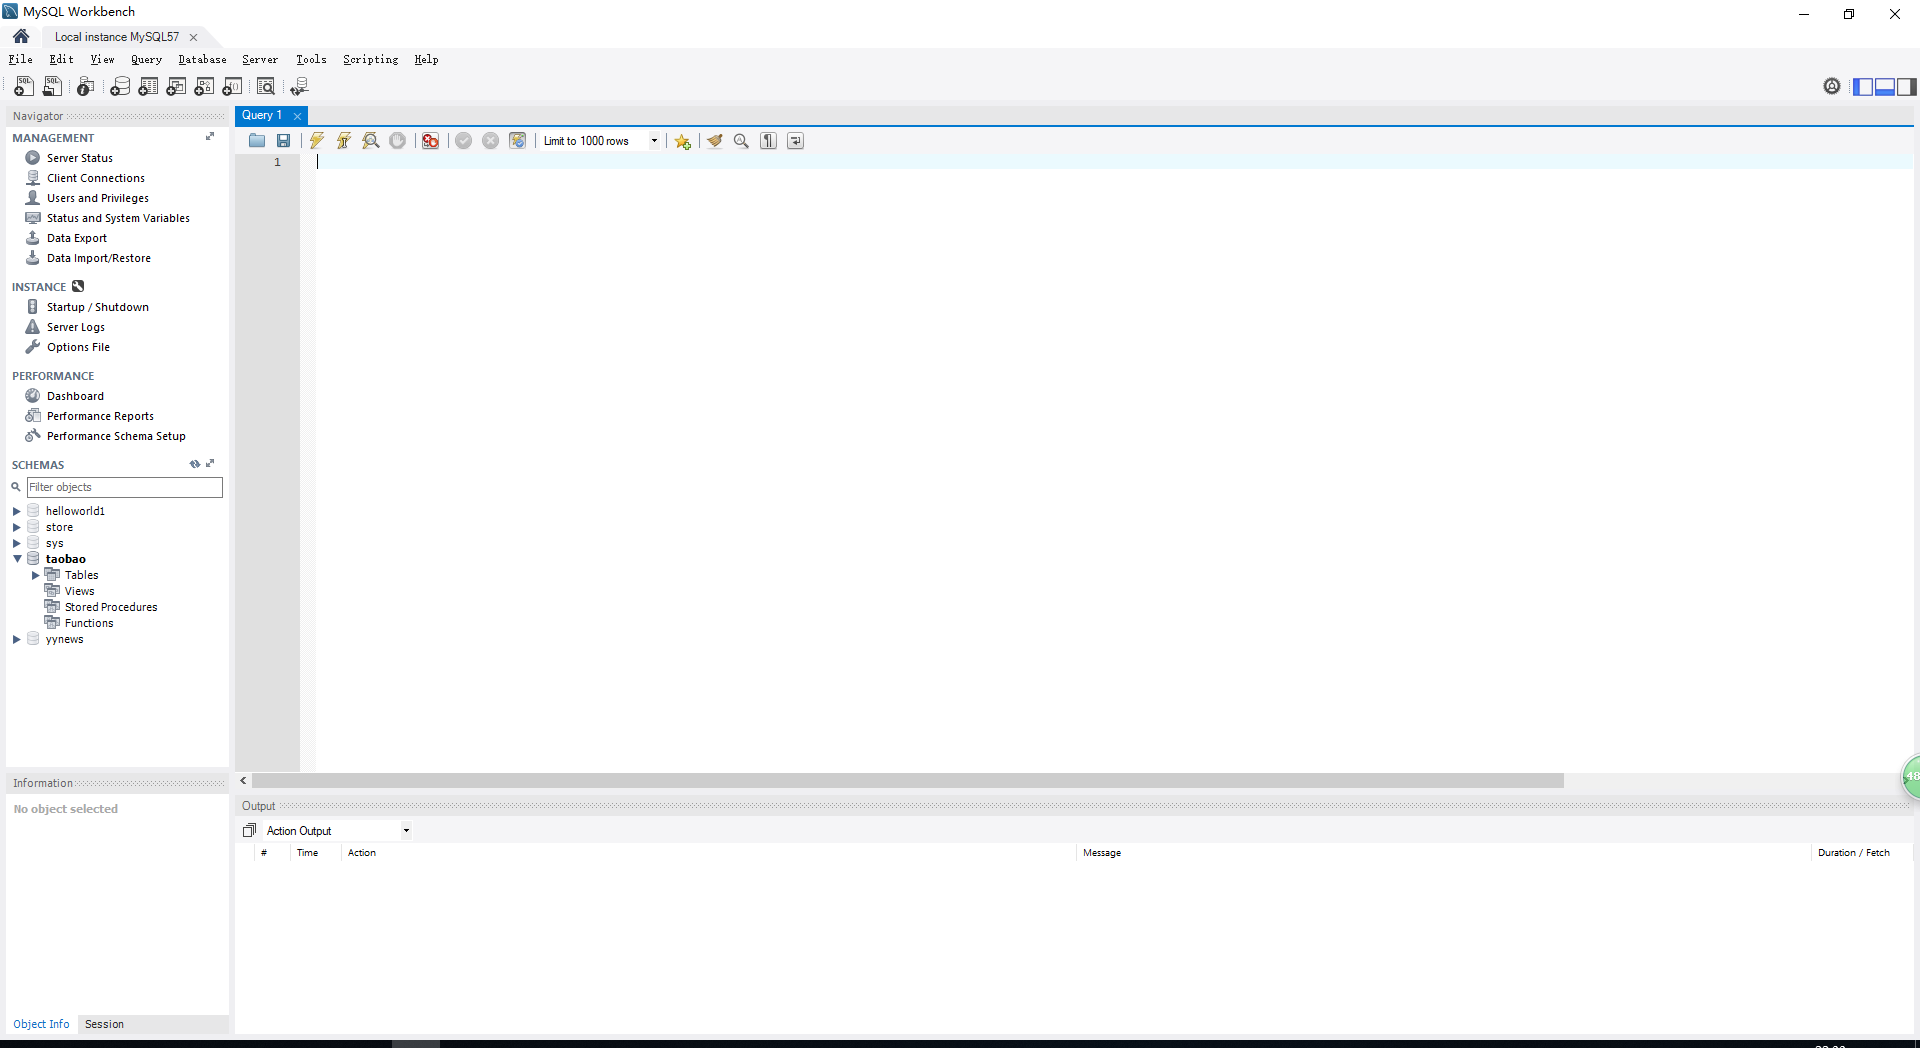 MySQL Workbench
Local instance MySQL57
File Edit View Query Database Server Tools Scripting Help
Navigator
Query 1
MANAGEMENT
Limit to 1000 rows
Server Status
1
Client Connections
Users and Privileges
Status and System Variables
Data Export
Data Import/Restore
INSTANCE
Startup / Shutdown
Server Logs
Options File
PERFORMANCE
Dashboard
Performance Reports
Performance Schema Setup
SCHEMAS
Filter objects
helloworld1
store
sys
taobao
Tables
Views
Stored Procedures
Functions
yynews
Information
No object selected
Object Info Session
48
Output
Action Output
# Time Action Message Duration / Fetch